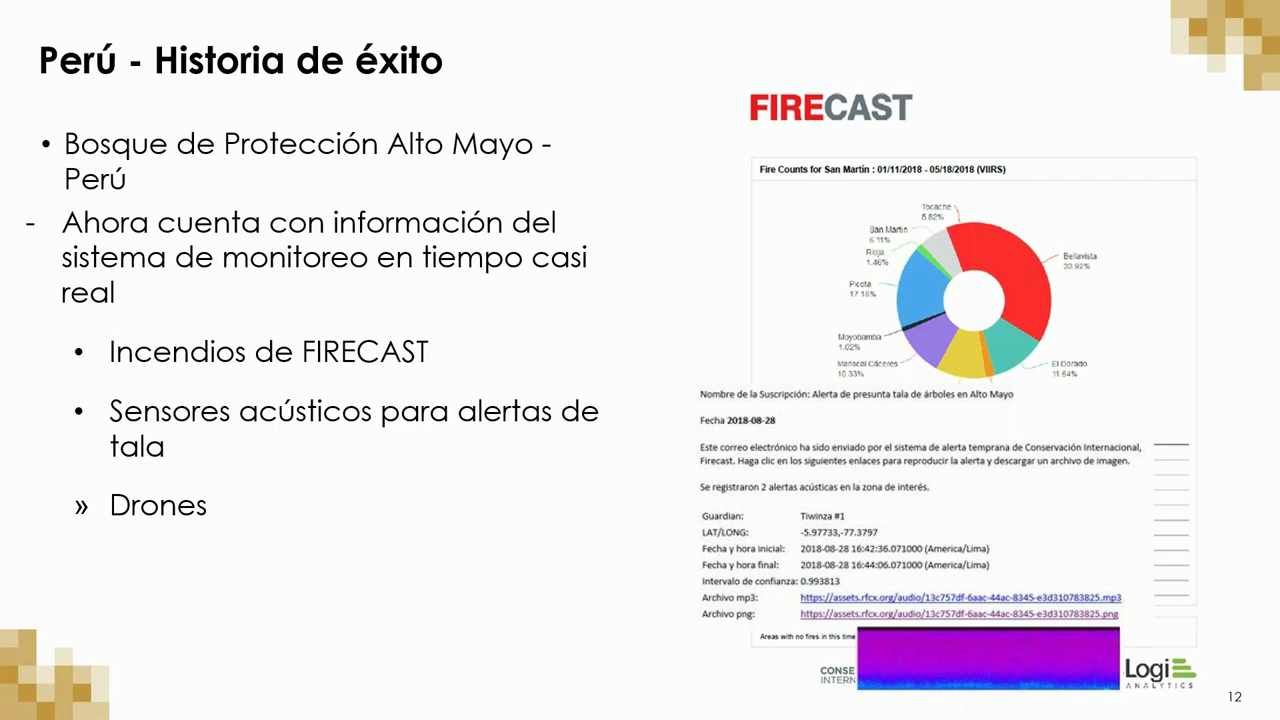 Perú - Historia de éxito
• Bosque de Protección Alto Mayo -
Perú
- Ahora cuenta con información del
sistema de monitoreo en tiempo casi
real
• Incendios de FIRECAST
• Sensores acústicos para alertas de
tala
» Drones
FIRECAST
Fire Counts for San Martín : 01/11/2018 - 05/18/2018 (VIIRS)
Tocache
5.82%
San Martín
6.11%
Rioja
1.46%
Bellavista
33.92%
Picota
17.18%
Moyobamba
1.02%
Mariscal Cáceres
10.33%
El Dorado
11.64%
Nombre de la Suscripción: Alerta de presunta tala de árboles en Alto Mayo
Fecha 2018-08-28
Este correo electrónico ha sido enviado por el sistema de alerta temprana de Conservación Internacional,
Firecast. Haga clic en los siguientes enlaces para reproducir la alerta y descargar un archivo de imagen.
Se registraron 2 alertas acústicas en la zona de interés.
Guardian: Tiwinza #1
LAT/LONG: -5.97733,-77.3797
Fecha y hora inicial: 2018-08-28 16:42:36.071000 (America/Lima)
Fecha y hora final: 2018-08-28 16:44:06.071000 (America/Lima)
Intervalo de confianza: 0.993813
Archivo mp3: https://assets.rfcx.org/audio/13c757df-6aac-44ac-8345-e3d310783825.mp3
Archivo png: https://assets.rfcx.org/audio/13c757df-6aac-44ac-8345-e3d310783825.png
Areas with no fires in this time
CONSE
INTERN
Logi
ANALYTICS
12